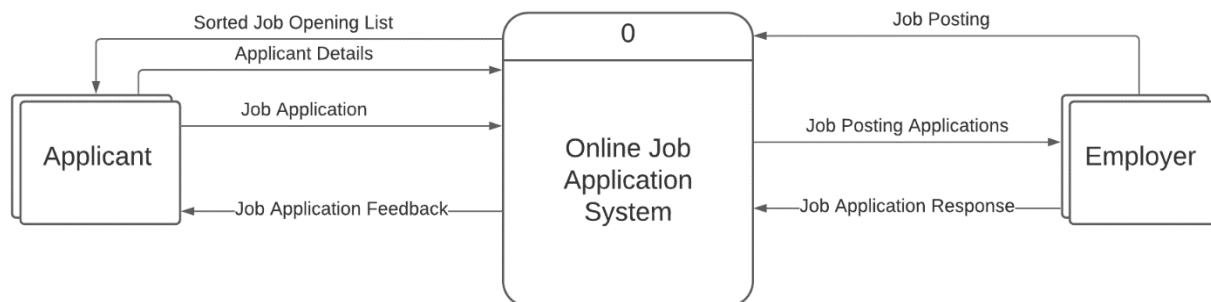 Sorted Job Opening List
0
Job Posting
Applicant Details
Job Application
Job Posting Applications
Applicant
Online Job
Application
System
Employer
Job Application Feedback
Job Application Response